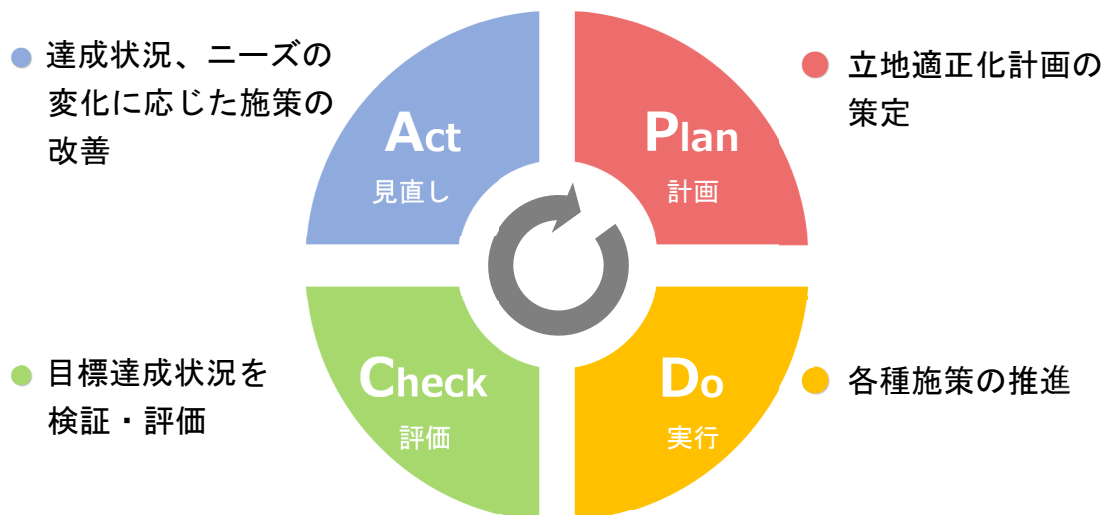 達成状況、ニーズの
変化に応じた施策の
改善
Act
見直し
Plan
計画
立地適正化計画の
策定
目標達成状況を
検証・評価
Check
評価
Do
実行
各種施策の推進